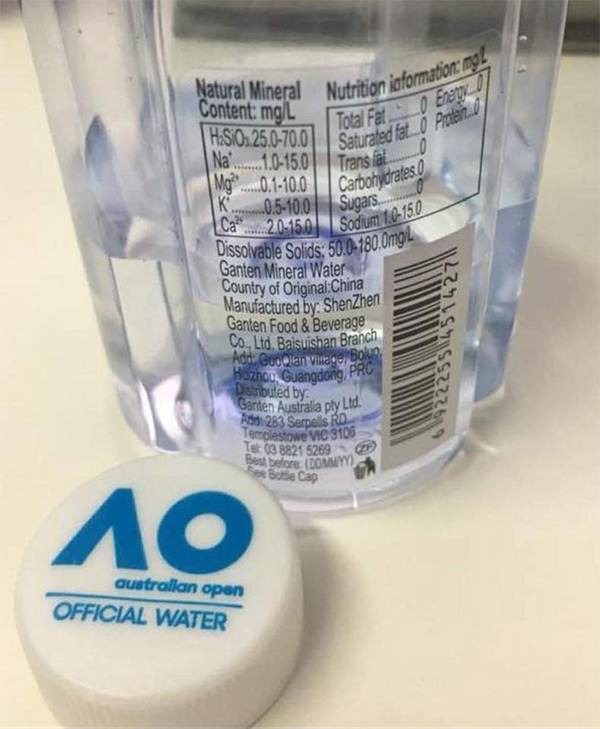 Natural Mineral
Content: mg/L
H₂SiO₃.25.0-70.0
Na⁺.......1.0-15.0
Mg²⁺.....0.1-10.0
K⁺.........0.5-10.0
Ca²⁺......2.0-15.0
Nutrition information: mg/L
Total Fat ..........0 Energy...0
Saturated fat....0 Protein...0
Trans fat..........0
Carbohydrates.0
Sugars.............0
Sodium.1.0-15.0
Dissolvable Solids: 50.0-180.0mg/L
Ganten Mineral Water
Country of Original:China
Manufactured by: ShenZhen
Ganten Food & Beverage
Co., Ltd. Baisuishan Branch
Add: GuoQian village, Boluo,
Huizhou, Guangdong, PRC
Distributed by:
Ganten Australia pty Ltd.
Add: 283 Serpells RD
Templestowe VIC 3106
Tel: 03 8821 5269
Best before: (DD/MM/YY)
See Bottle Cap
6 922255 451427
AO
australian open
OFFICIAL WATER